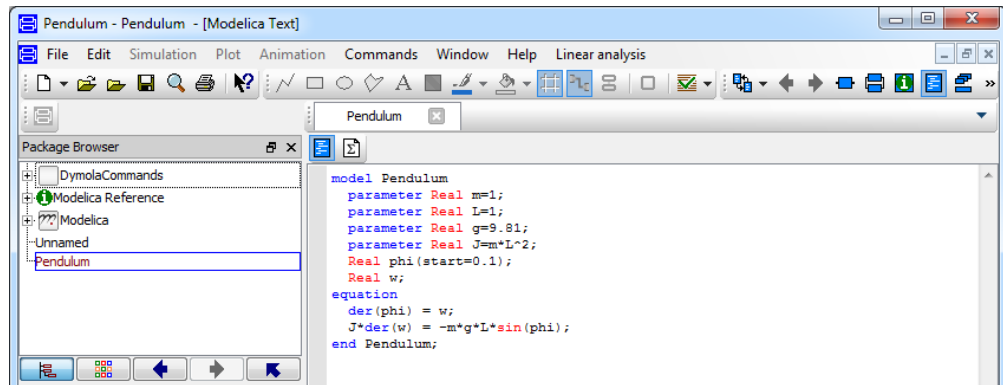 Pendulum - Pendulum - [Modelica Text]
File Edit Simulation Plot Animation Commands Window Help Linear analysis
Pendulum
Package Browser
DymolaCommands
Modelica Reference
Modelica
Unnamed
Pendulum
model Pendulum
parameter Real m=1;
parameter Real L=1;
parameter Real g=9.81;
parameter Real J=m*L^2;
Real phi(start=0.1);
Real w;
equation
der(phi) = w;
J*der(w) = -m*g*L*sin(phi);
end Pendulum;